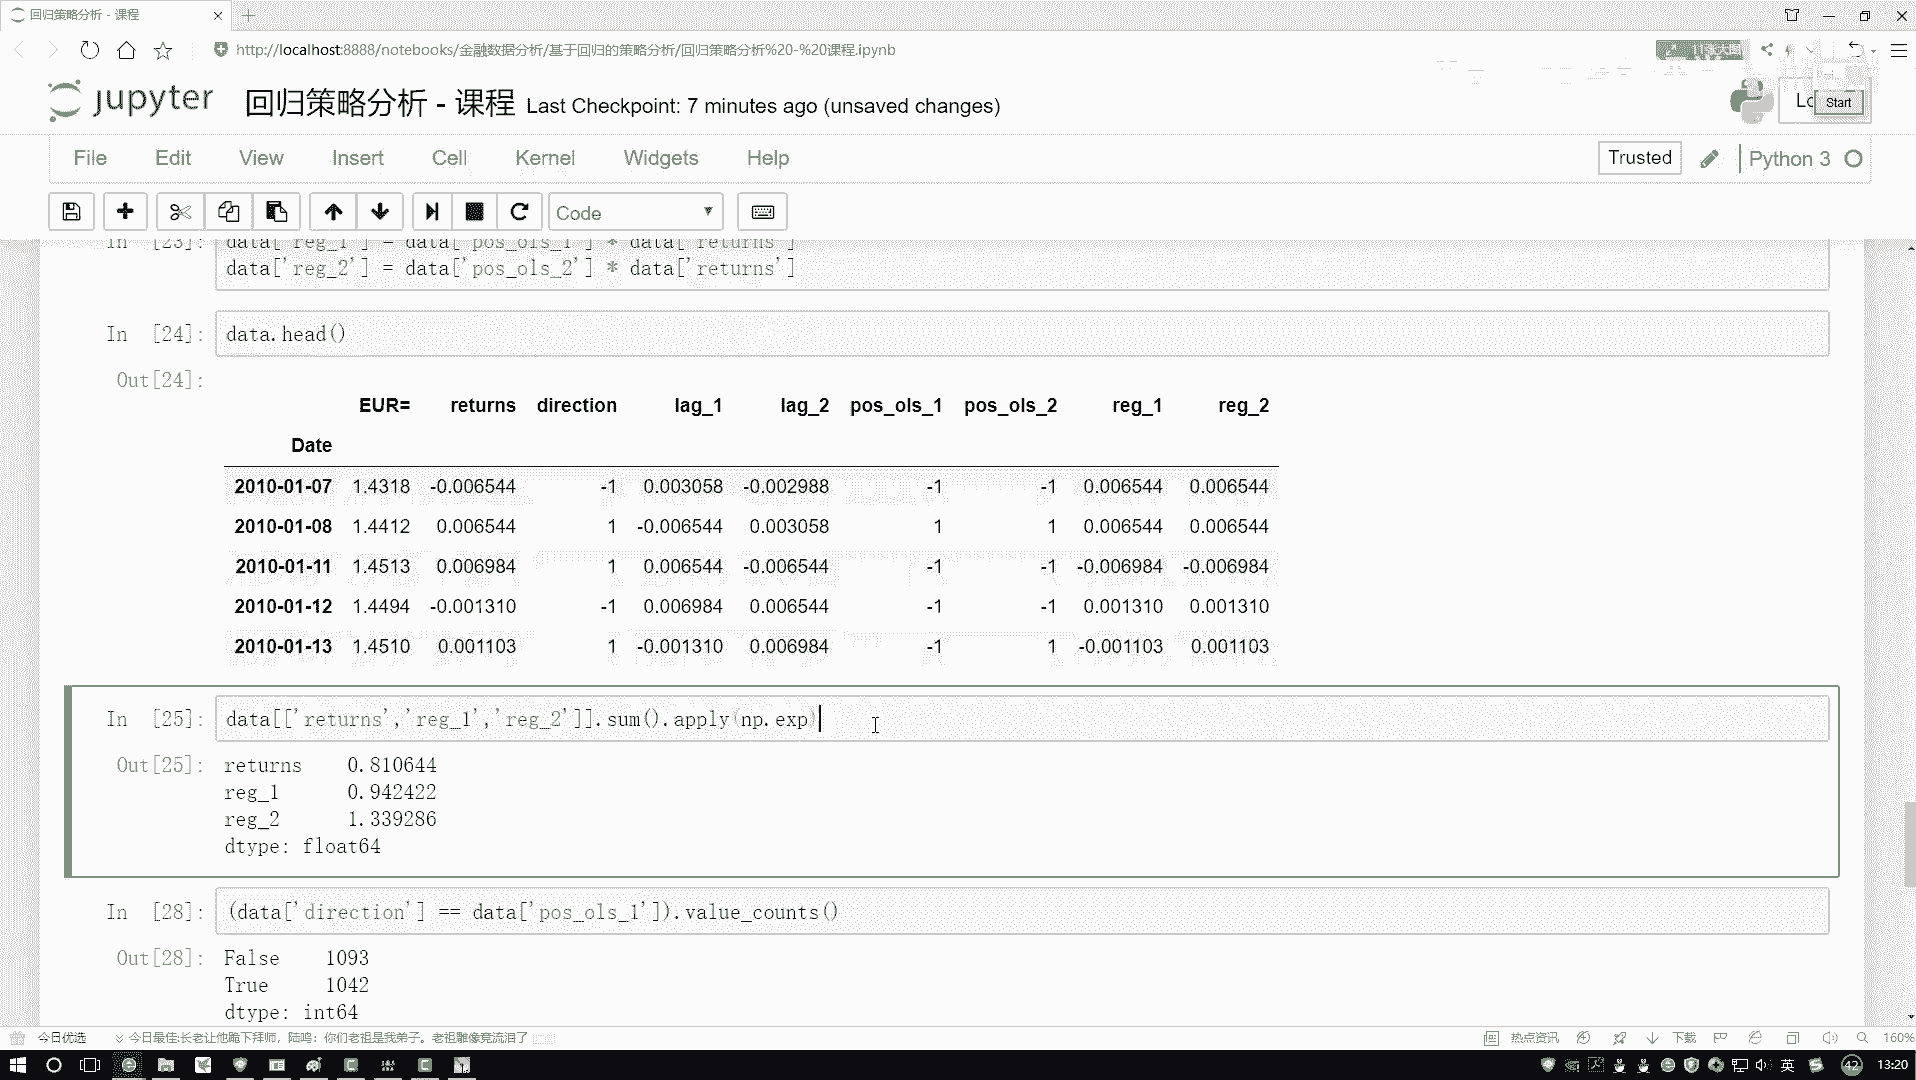 回归策略分析 - 课程
http://localhost:8888/notebooks/金融数据分析/基于回归的策略分析/回归策略分析%20-%20课程.ipynb
jupyter 回归策略分析 - 课程 Last Checkpoint: 7 minutes ago (unsaved changes)
Start
File Edit View Insert Cell Kernel Widgets Help Trusted Python 3
Code
In [23]: data['reg_1'] = data['pos_ols_1'] * data['returns']
data['reg_2'] = data['pos_ols_2'] * data['returns']
In [24]: data.head()
Out[24]:
EUR= returns direction lag_1 lag_2 pos_ols_1 pos_ols_2 reg_1 reg_2
Date
2010-01-07 1.4318 -0.006544 -1 0.003058 -0.002988 -1 -1 0.006544 0.006544
2010-01-08 1.4412 0.006544 1 -0.006544 0.003058 1 1 0.006544 0.006544
2010-01-11 1.4513 0.006984 1 0.006544 -0.006544 -1 -1 -0.006984 -0.006984
2010-01-12 1.4494 -0.001310 -1 0.006984 0.006544 -1 -1 0.001310 0.001310
2010-01-13 1.4510 0.001103 1 -0.001310 0.006984 -1 1 -0.001103 0.001103
In [25]: data[['returns','reg_1','reg_2']].sum().apply(np.exp)
Out[25]: returns 0.810644
reg_1 0.942422
reg_2 1.339286
dtype: float64
In [28]: (data['direction'] == data['pos_ols_1']).value_counts()
Out[28]: False 1093
True 1042
dtype: int64
今日优选 今日最佳:长老让他跪下拜师，陆鸣：你们老祖是我弟子。老祖雕像竟流泪了 热点资讯 下载 160%
英 42 13:20